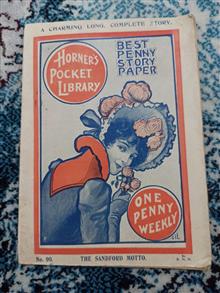 A CHARMING LONG, COMPLETE STORY.
HORNER'S
POCKET
LIBRARY
BEST
PENNY
STORY
PAPER
ONE
PENNY
WEEKLY
No. 90.
THE SANDFORD MOTTO.